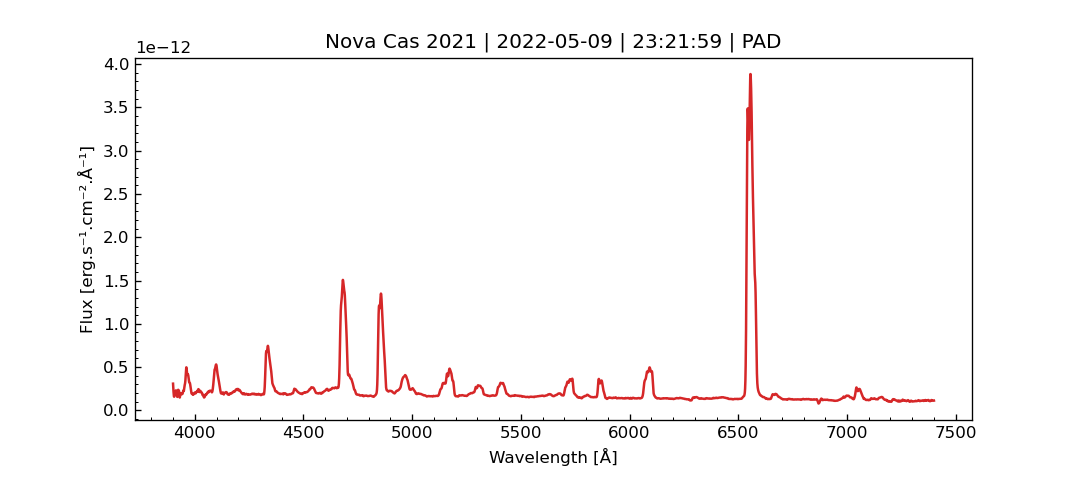 Nova Cas 2021 | 2022-05-09 | 23:21:59 | PAD
1e−12
4.0
3.5
3.0
2.5
2.0
1.5
1.0
0.5
0.0
Flux [erg.s⁻¹.cm⁻².Å⁻¹]
4000 4500 5000 5500 6000 6500 7000 7500
Wavelength [Å]